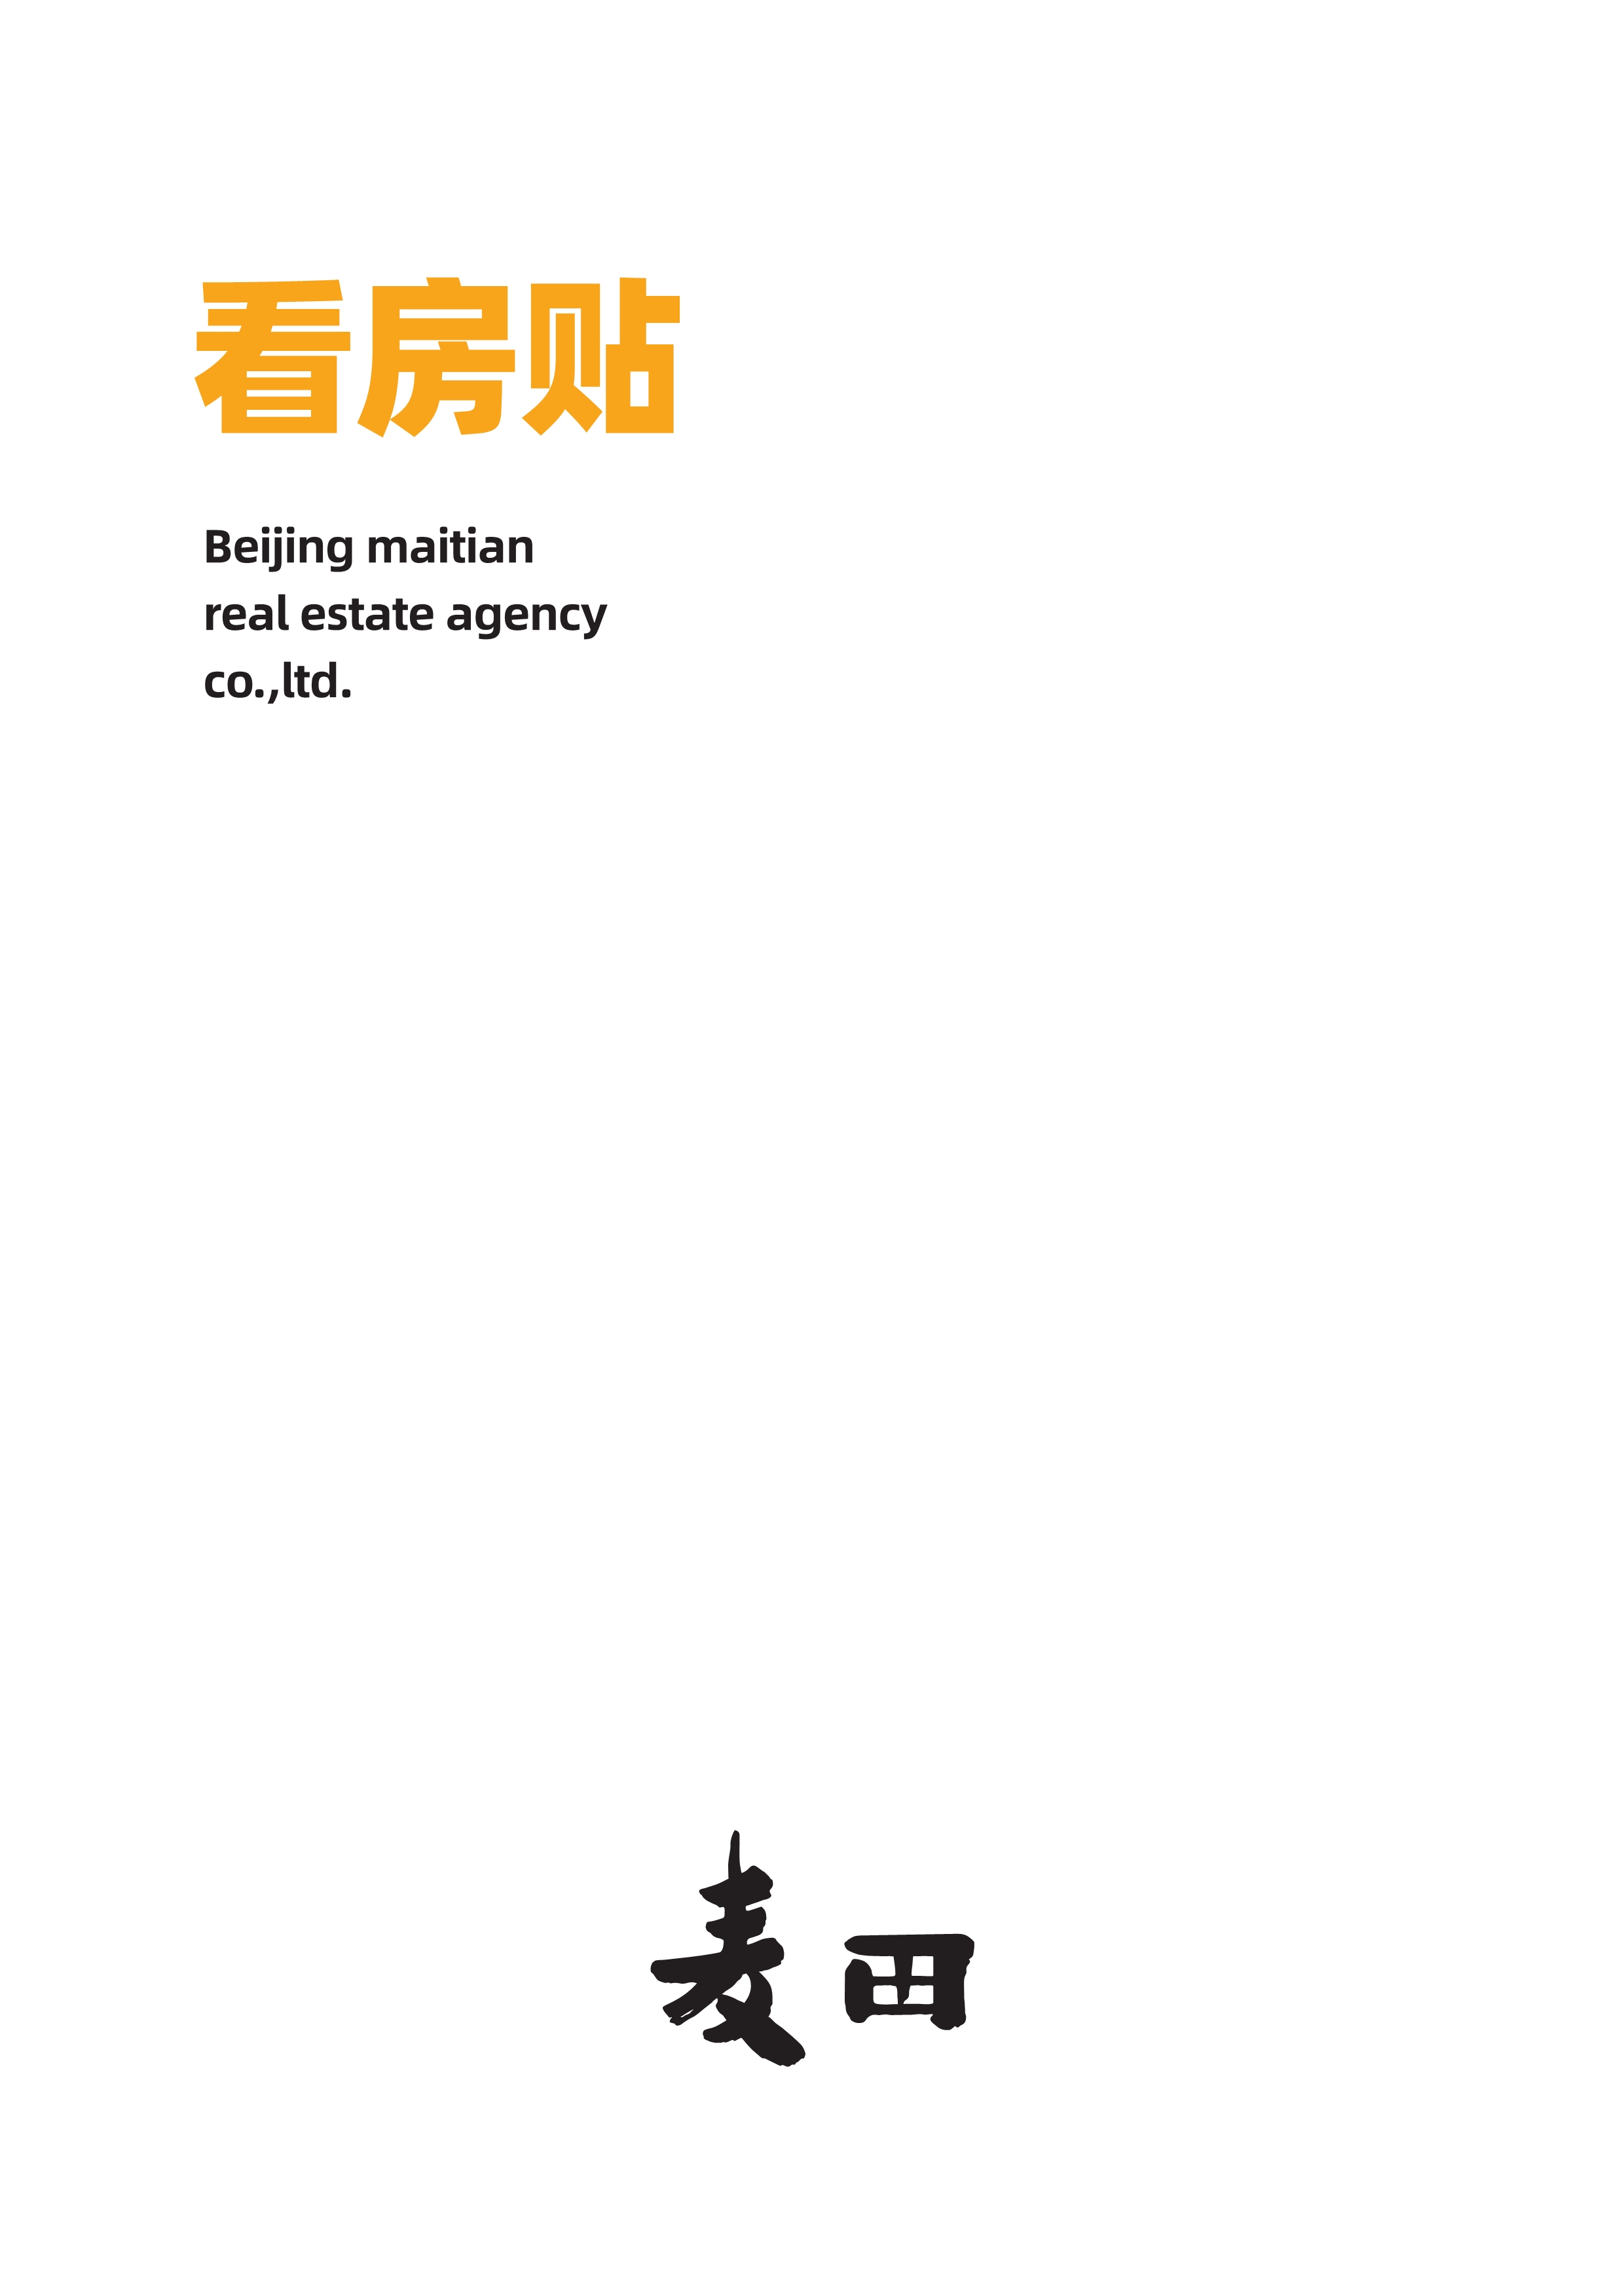 看房贴
Beijing maitian
real estate agency
co.,ltd.
麦田